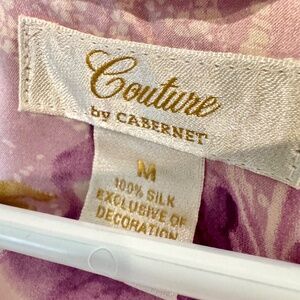 Couture
by CABERNET
M
100% SILK
EXCLUSIVE OF
DECORATION